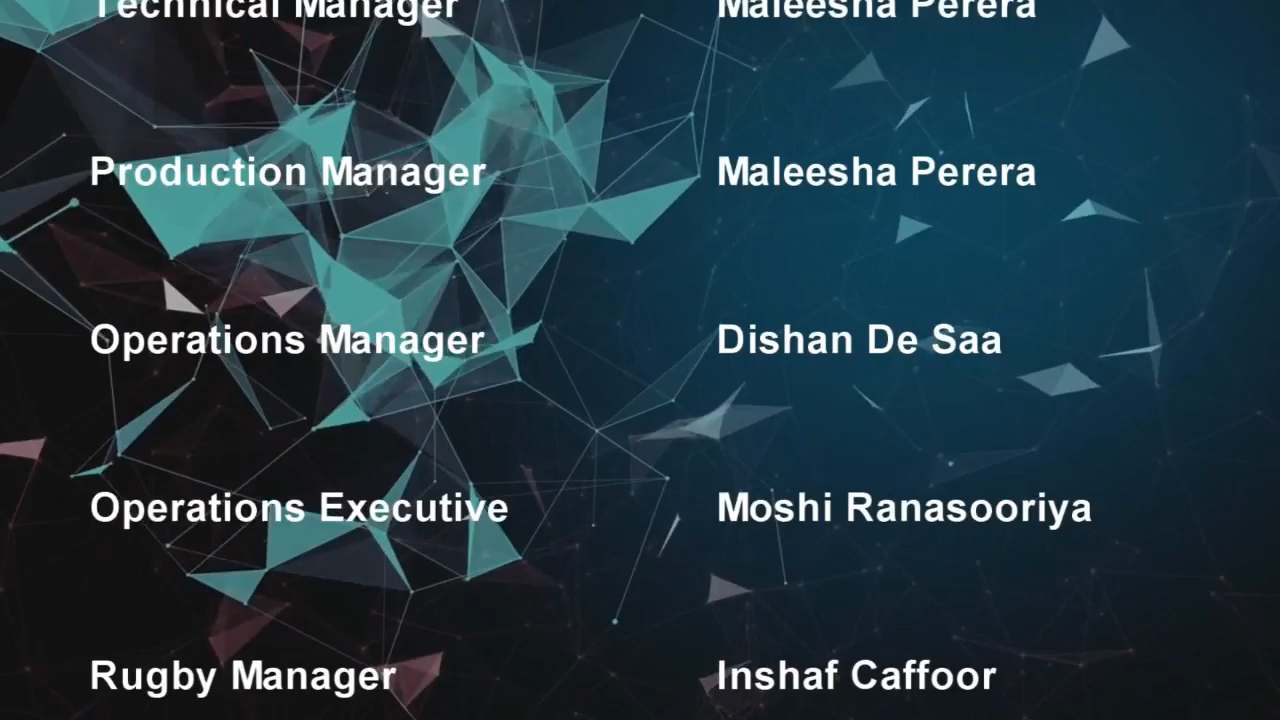 Technical Manager Maleesha Perera
Production Manager Maleesha Perera
Operations Manager Dishan De Saa
Operations Executive Moshi Ranasooriya
Rugby Manager Inshaf Caffoor